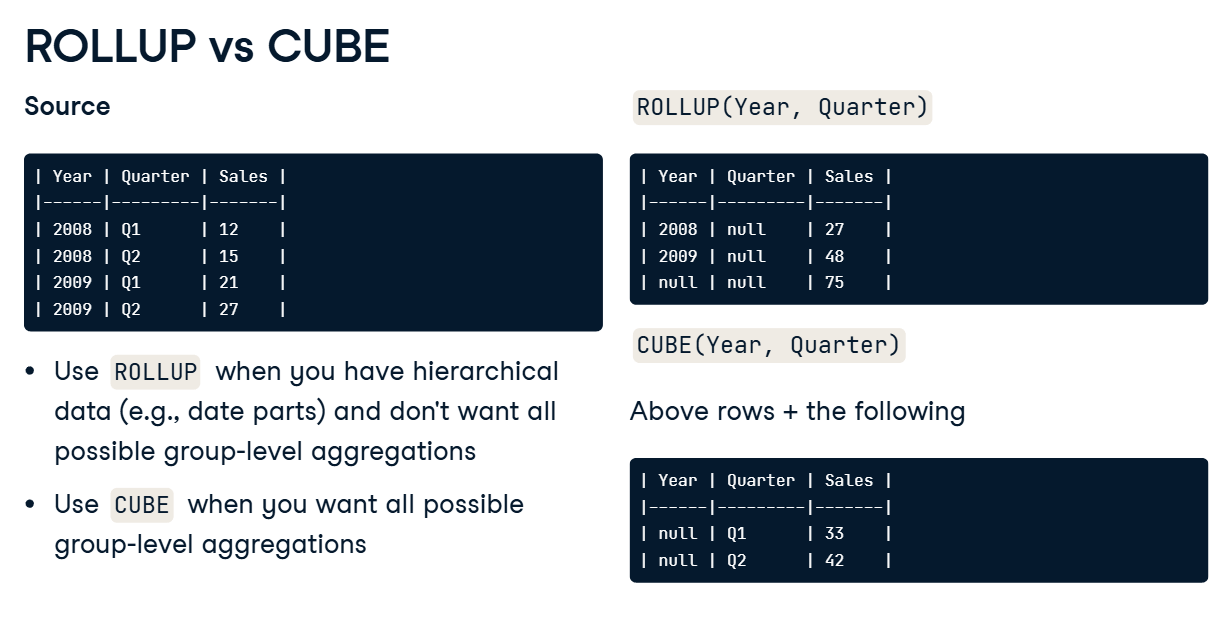 ROLLUP vs CUBE
Source
| Year | Quarter | Sales |
|------|---------|-------|
| 2008 | Q1      | 12    |
| 2008 | Q2      | 15    |
| 2009 | Q1      | 21    |
| 2009 | Q2      | 27    |
• Use ROLLUP when you have hierarchical
data (e.g., date parts) and don't want all
possible group-level aggregations
• Use CUBE when you want all possible
group-level aggregations
ROLLUP(Year, Quarter)
| Year | Quarter | Sales |
|------|---------|-------|
| 2008 | null    | 27    |
| 2009 | null    | 48    |
| null | null    | 75    |
CUBE(Year, Quarter)
Above rows + the following
| Year | Quarter | Sales |
|------|---------|-------|
| null | Q1      | 33    |
| null | Q2      | 42    |